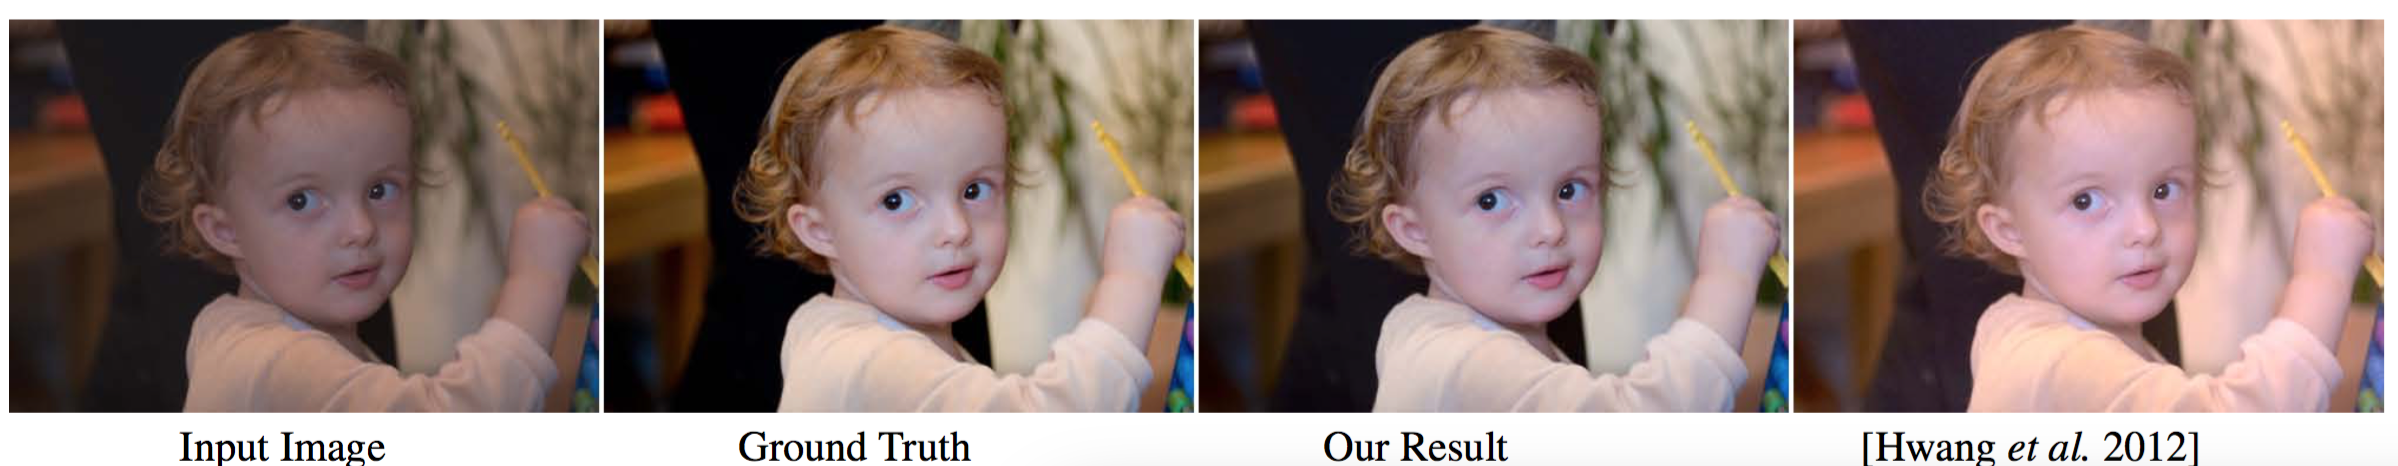 Input Image
Ground Truth
Our Result
[Hwang et al. 2012]